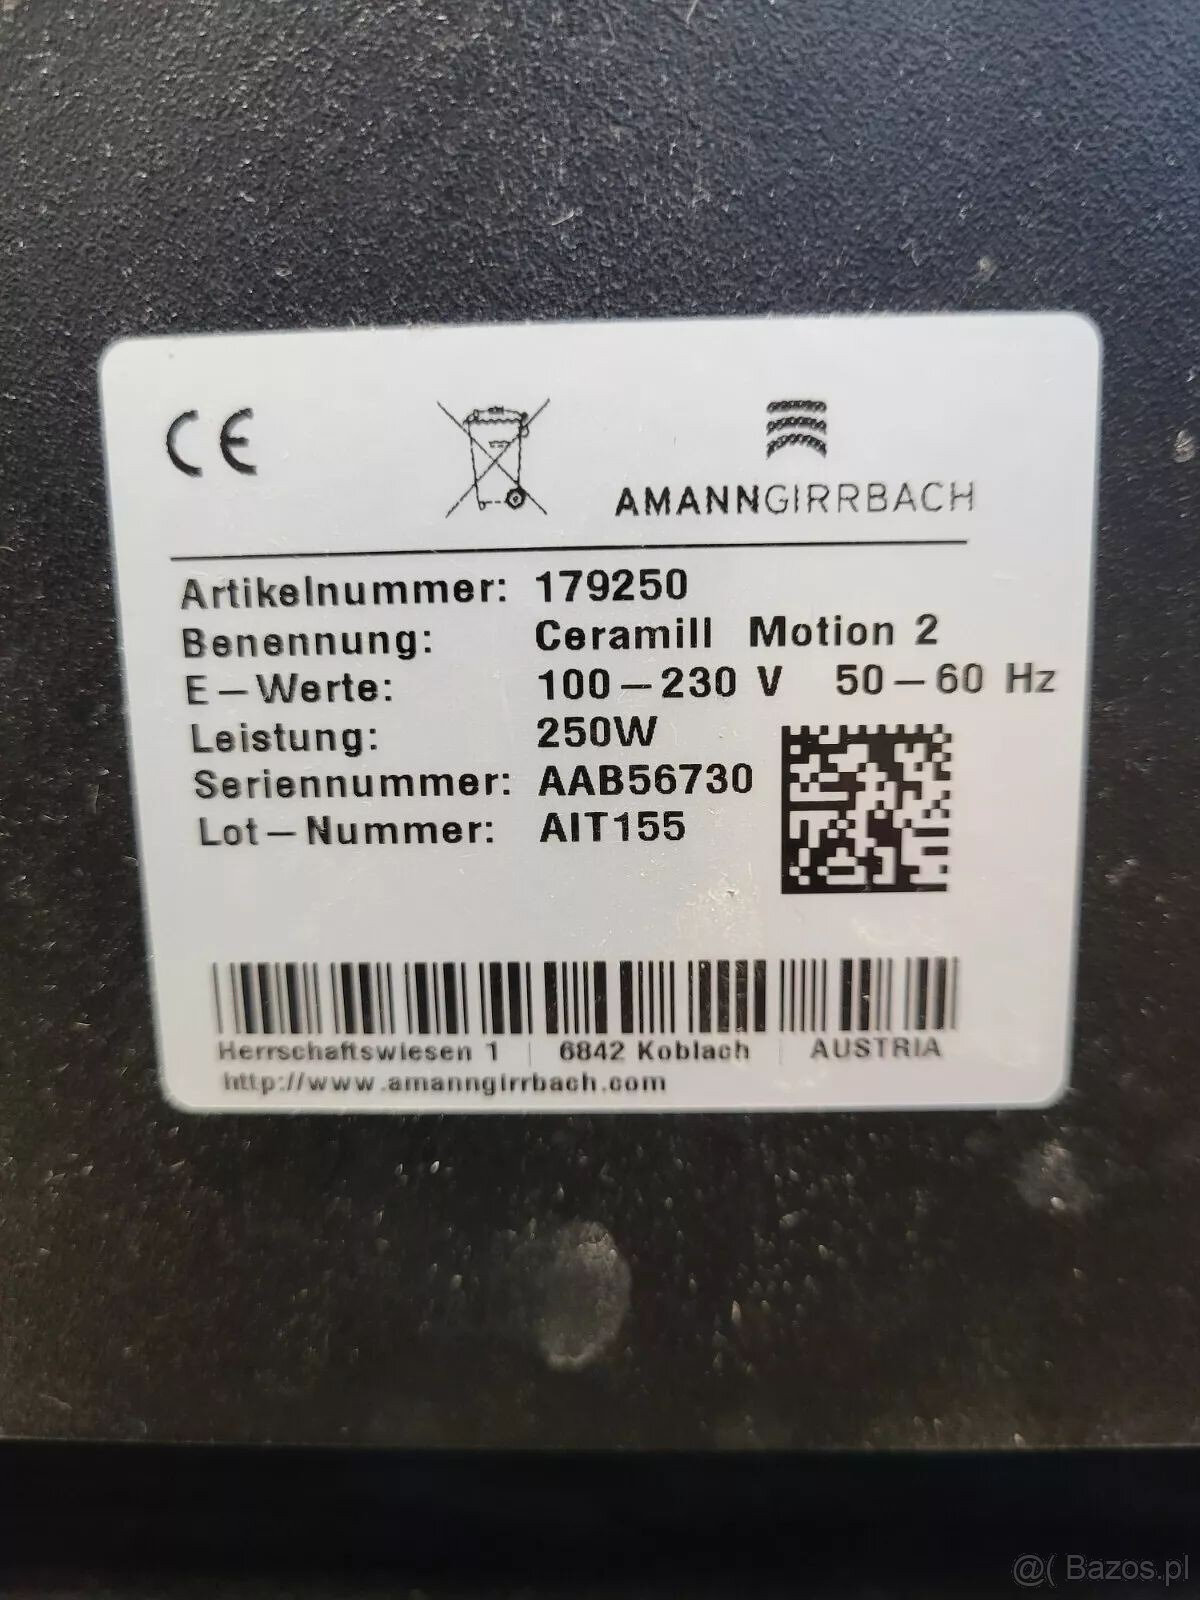 CE
AMANNGIRRBACH
Artikelnummer: 179250
Benennung: Ceramill Motion 2
E-Werte: 100-230 V 50-60 Hz
Leistung: 250W
Seriennummer: AAB56730
Lot-Nummer: AIT155
Herrschaftswiesen 1 | 6842 Koblach | AUSTRIA
http://www.amanngirrbach.com
@( Bazos.pl